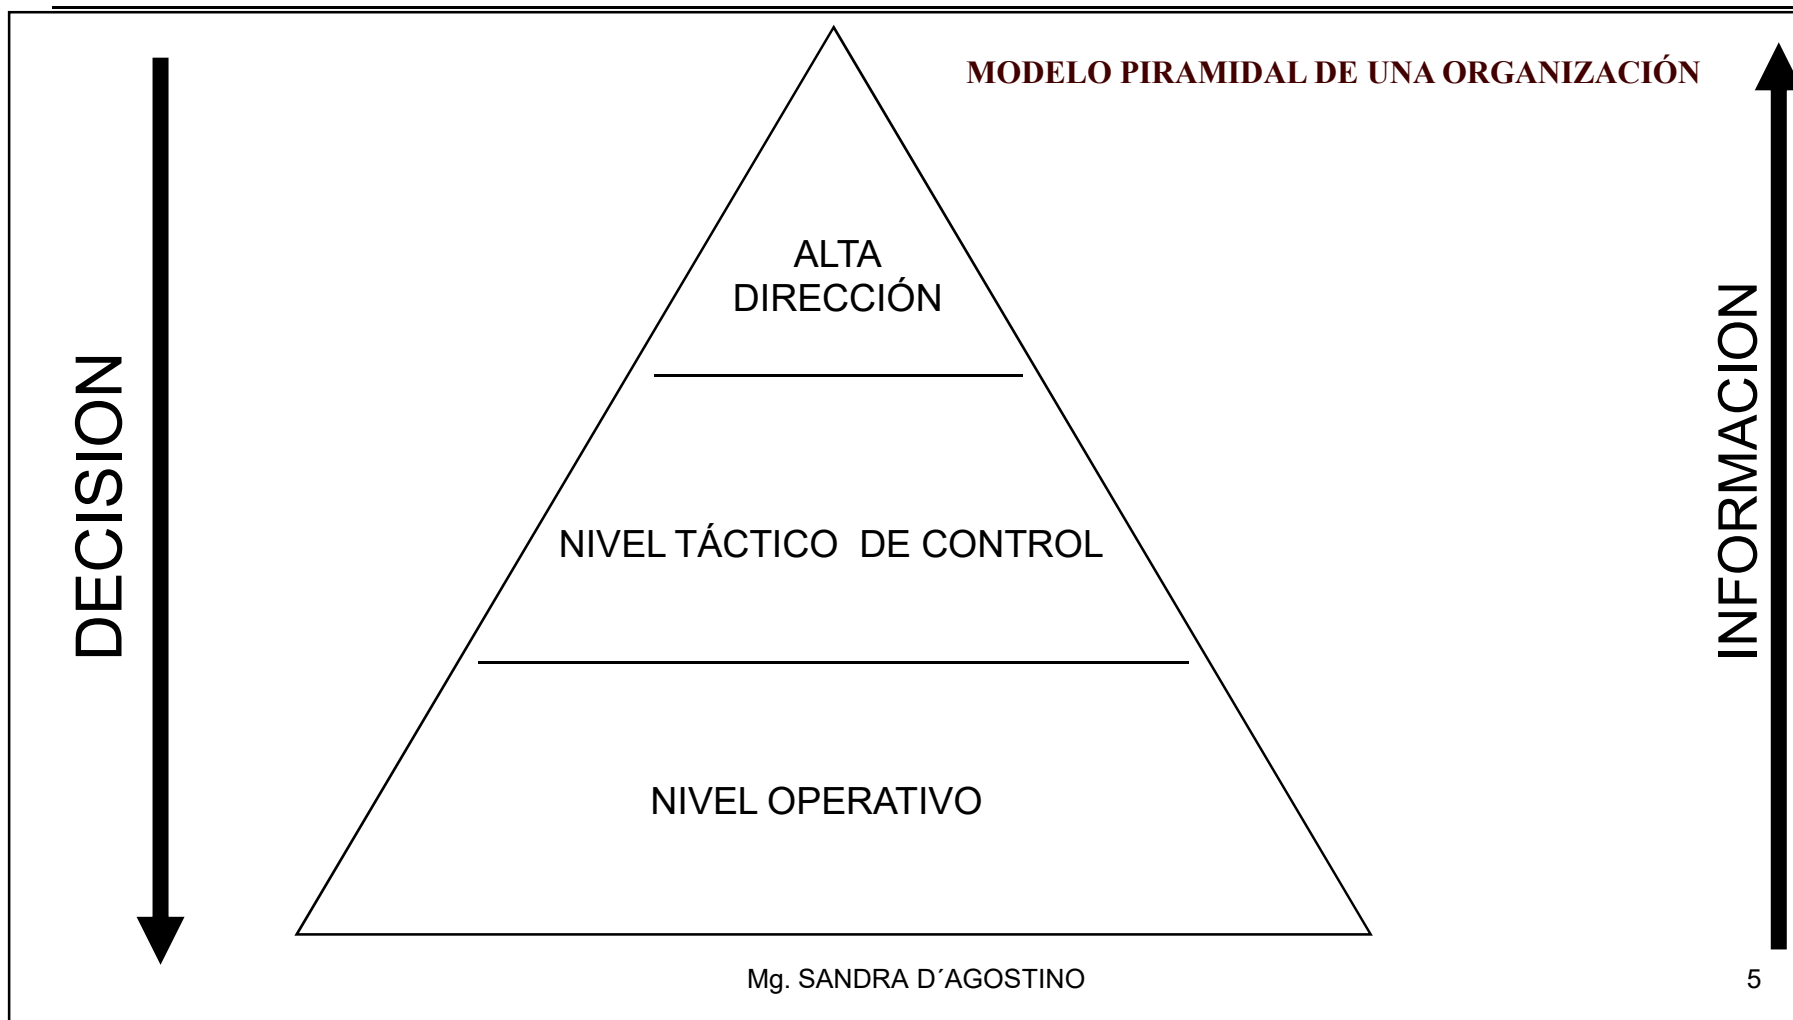 MODELO PIRAMIDAL DE UNA ORGANIZACIÓN
ALTA
DIRECCIÓN
DECISION
INFORMACION
NIVEL TÁCTICO  DE CONTROL
NIVEL OPERATIVO
Mg. SANDRA D´AGOSTINO
5